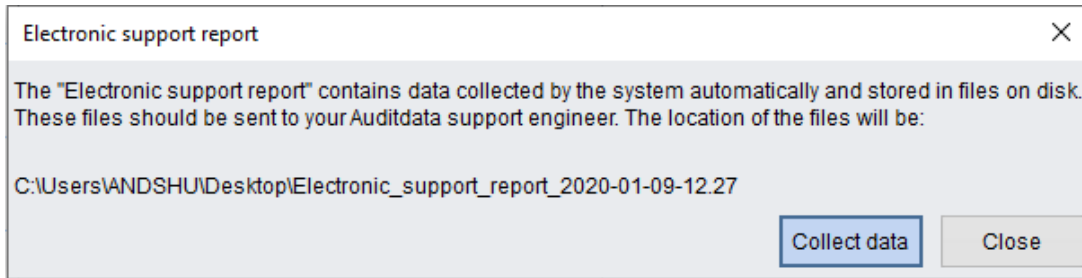 Electronic support report
The "Electronic support report" contains data collected by the system automatically and stored in files on disk.
These files should be sent to your Auditdata support engineer. The location of the files will be:
C:\Users\ANDSHU\Desktop\Electronic_support_report_2020-01-09-12.27
Collect data
Close